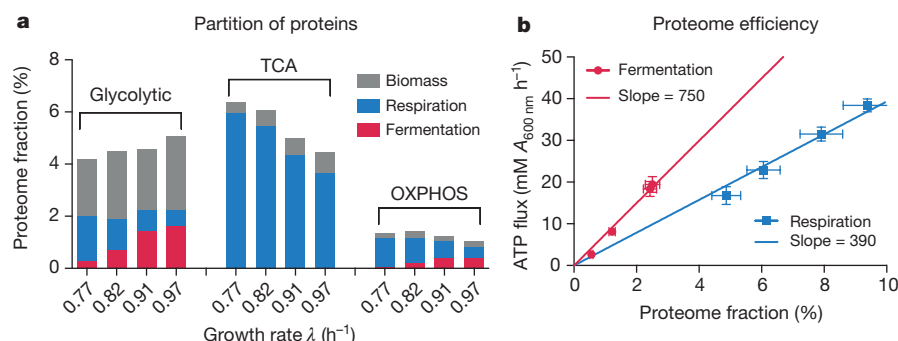 a
Partition of proteins
Proteome fraction (%)
8
6
4
2
0
Glycolytic
TCA
OXPHOS
Biomass
Respiration
Fermentation
0.77
0.82
0.91
0.97
0.77
0.82
0.91
0.97
0.77
0.82
0.91
0.97
Growth rate λ (h⁻¹)
b
Proteome efficiency
ATP flux (mM A₆₀₀ ₙₘ h⁻¹)
50
40
30
20
10
0
Fermentation
Slope = 750
Respiration
Slope = 390
0
2
4
6
8
10
Proteome fraction (%)